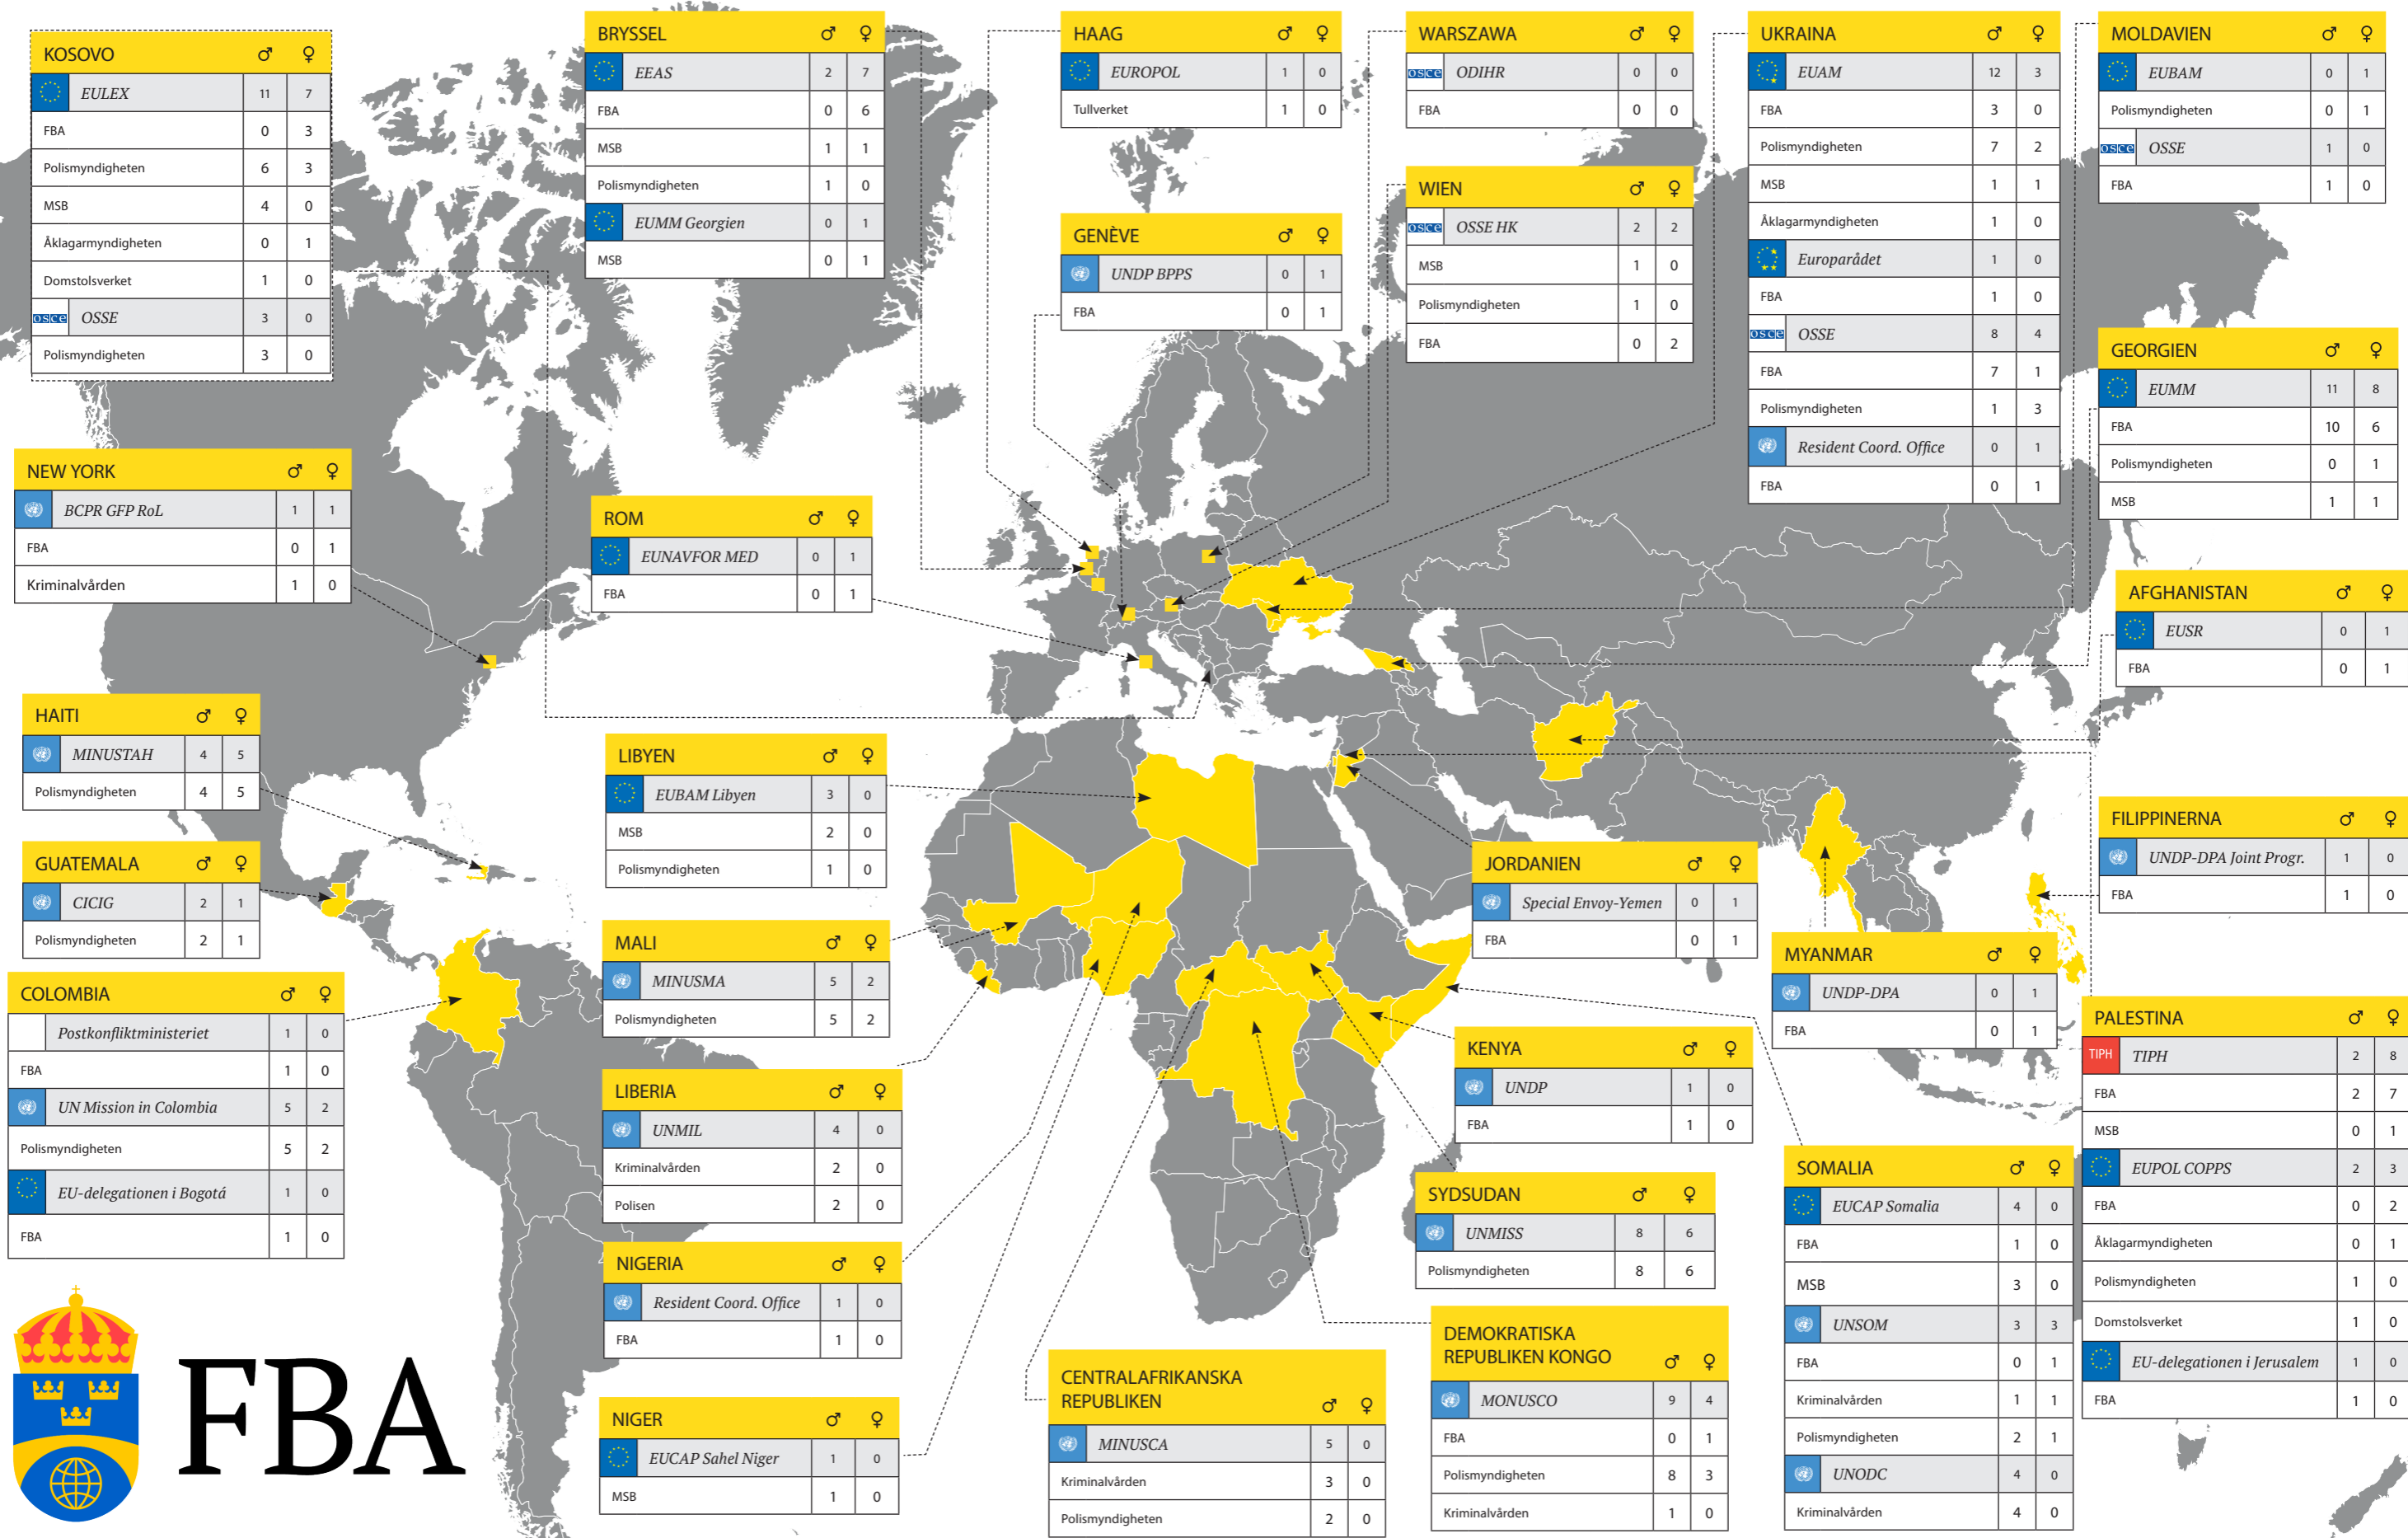 KOSOVO ♂ ♀
EULEX 11 7
FBA 0 3
Polismyndigheten 6 3
MSB 4 0
Åklagarmyndigheten 0 1
Domstolsverket 1 0
osce OSSE 3 0
Polismyndigheten 3 0
BRYSSEL ♂ ♀
EEAS 2 7
FBA 0 6
MSB 1 1
Polismyndigheten 1 0
EUMM Georgien 0 1
MSB 0 1
HAAG ♂ ♀
EUROPOL 1 0
Tullverket 1 0
WARSZAWA ♂ ♀
osce ODIHR 0 0
FBA 0 0
UKRAINA ♂ ♀
EUAM 12 3
FBA 3 0
Polismyndigheten 7 2
MSB 1 1
Åklagarmyndigheten 1 0
Europarådet 1 0
FBA 1 0
osce OSSE 8 4
FBA 7 1
Polismyndigheten 1 3
Resident Coord. Office 0 1
FBA 0 1
MOLDAVIEN ♂ ♀
EUBAM 0 1
Polismyndigheten 0 1
osce OSSE 1 0
FBA 1 0
GENÈVE ♂ ♀
UNDP BPPS 0 1
FBA 0 1
WIEN ♂ ♀
osce OSSE HK 2 2
MSB 1 0
Polismyndigheten 1 0
FBA 0 2
GEORGIEN ♂ ♀
EUMM 11 8
FBA 10 6
Polismyndigheten 0 1
MSB 1 1
NEW YORK ♂ ♀
BCPR GFP RoL 1 1
FBA 0 1
Kriminalvården 1 0
ROM ♂ ♀
EUNAVFOR MED 0 1
FBA 0 1
AFGHANISTAN ♂ ♀
EUSR 0 1
FBA 0 1
HAITI ♂ ♀
MINUSTAH 4 5
Polismyndigheten 4 5
LIBYEN ♂ ♀
EUBAM Libyen 3 0
MSB 2 0
Polismyndigheten 1 0
FILIPPINERNA ♂ ♀
UNDP-DPA Joint Progr. 1 0
FBA 1 0
GUATEMALA ♂ ♀
CICIG 2 1
Polismyndigheten 2 1
JORDANIEN ♂ ♀
Special Envoy-Yemen 0 1
FBA 0 1
MALI ♂ ♀
MINUSMA 5 2
Polismyndigheten 5 2
MYANMAR ♂ ♀
UNDP-DPA 0 1
FBA 0 1
COLOMBIA ♂ ♀
Postkonfliktministeriet 1 0
FBA 1 0
UN Mission in Colombia 5 2
Polismyndigheten 5 2
EU-delegationen i Bogotá 1 0
FBA 1 0
PALESTINA ♂ ♀
TIPH TIPH 2 8
FBA 2 7
MSB 0 1
EUPOL COPPS 2 3
FBA 0 2
Åklagarmyndigheten 0 1
Polismyndigheten 1 0
Domstolsverket 1 0
EU-delegationen i Jerusalem 1 0
FBA 1 0
KENYA ♂ ♀
UNDP 1 0
FBA 1 0
LIBERIA ♂ ♀
UNMIL 4 0
Kriminalvården 2 0
Polisen 2 0
SOMALIA ♂ ♀
EUCAP Somalia 4 0
FBA 1 0
MSB 3 0
UNSOM 3 3
FBA 0 1
Kriminalvården 1 1
Polismyndigheten 2 1
UNODC 4 0
Kriminalvården 4 0
SYDSUDAN ♂ ♀
UNMISS 8 6
Polismyndigheten 8 6
NIGERIA ♂ ♀
Resident Coord. Office 1 0
FBA 1 0
DEMOKRATISKA
REPUBLIKEN KONGO ♂ ♀
MONUSCO 9 4
FBA 0 1
Polismyndigheten 8 3
Kriminalvården 1 0
CENTRALAFRIKANSKA
REPUBLIKEN ♂ ♀
MINUSCA 5 0
Kriminalvården 3 0
Polismyndigheten 2 0
NIGER ♂ ♀
EUCAP Sahel Niger 1 0
MSB 1 0
FBA